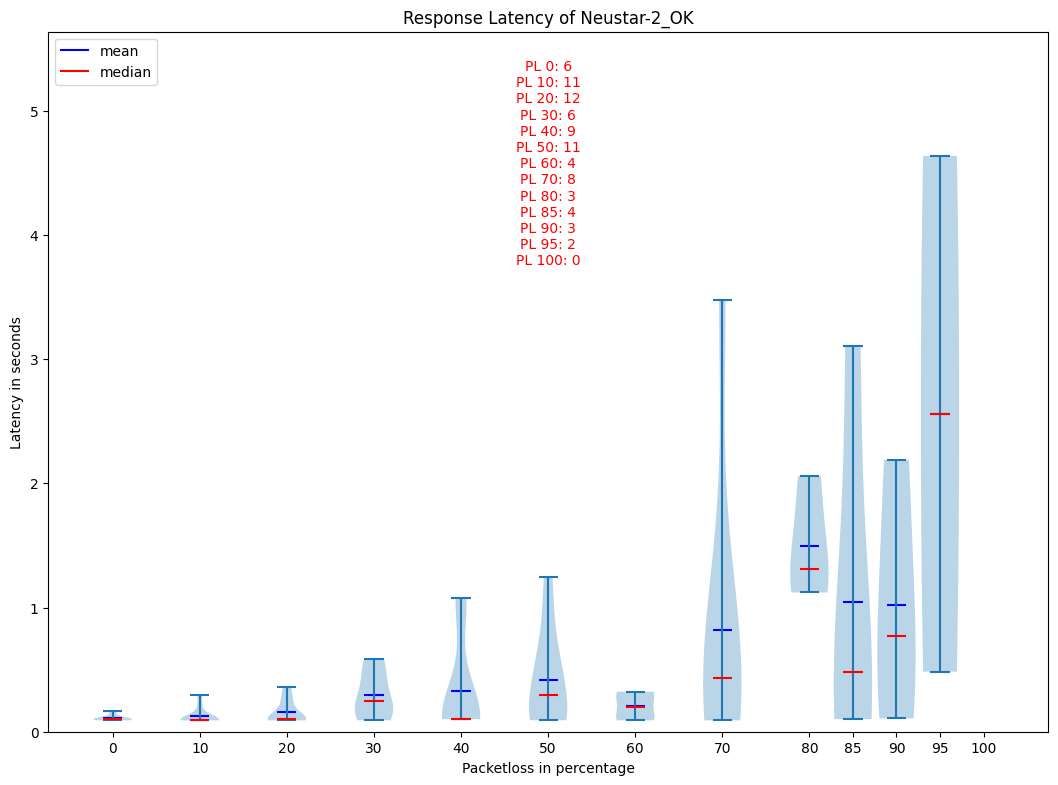 Response Latency of Neustar-2_OK
mean
median
PL 0: 6
PL 10: 11
PL 20: 12
PL 30: 6
PL 40: 9
PL 50: 11
PL 60: 4
PL 70: 8
PL 80: 3
PL 85: 4
PL 90: 3
PL 95: 2
PL 100: 0
Latency in seconds
5
4
3
2
1
0
0 10 20 30 40 50 60 70 80 85 90 95 100
Packetloss in percentage